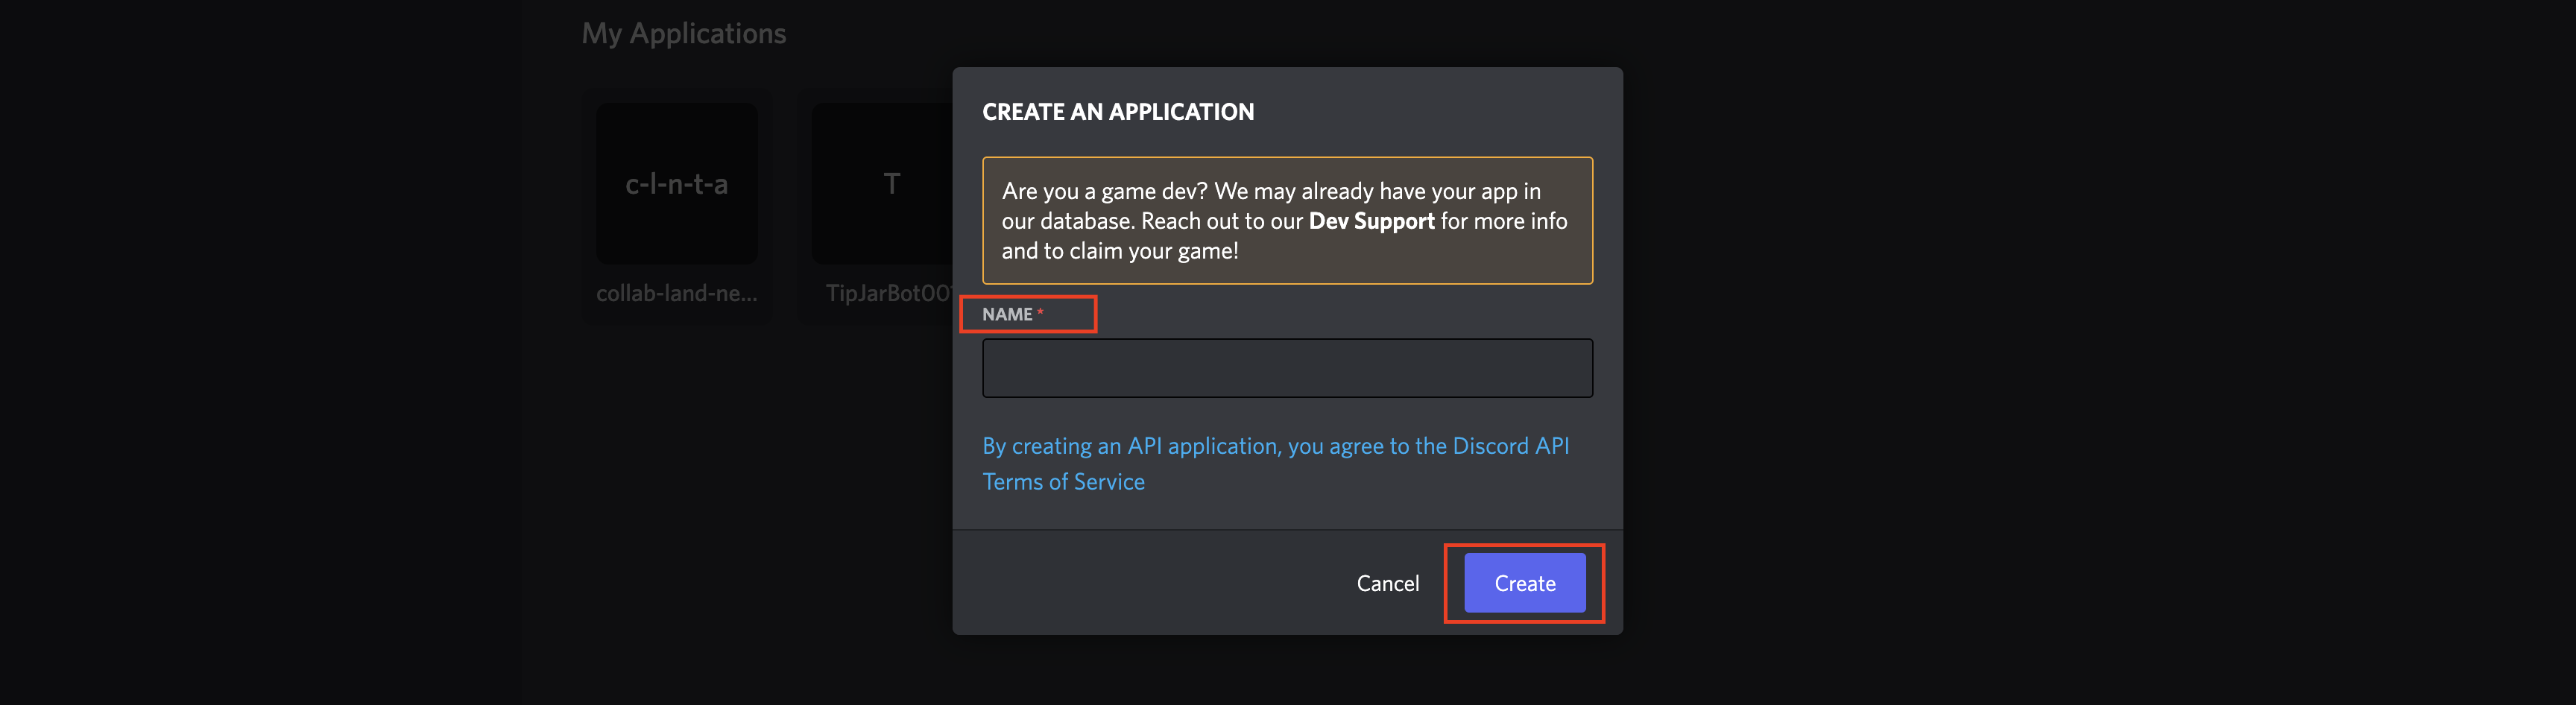 My Applications
c-l-n-t-a
T
collab-land-ne...
TipJarBot00
CREATE AN APPLICATION
Are you a game dev? We may already have your app in
our database. Reach out to our Dev Support for more info
and to claim your game!
NAME *
By creating an API application, you agree to the Discord API
Terms of Service
Cancel
Create